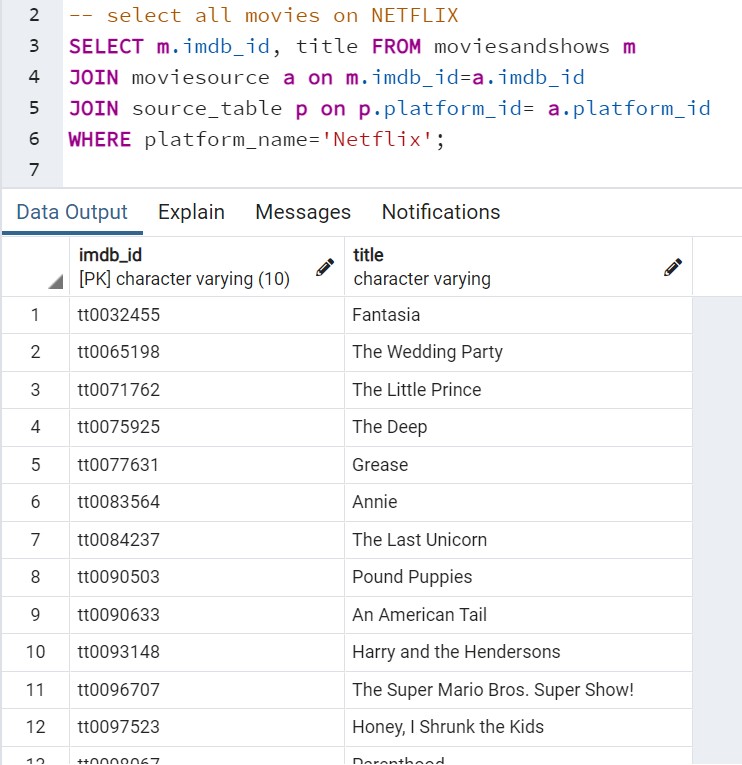 2 -- select all movies on NETFLIX
3 SELECT m.imdb_id, title FROM moviesandshows m
4 JOIN moviesource a on m.imdb_id=a.imdb_id
5 JOIN source_table p on p.platform_id= a.platform_id
6 WHERE platform_name='Netflix';
7
Data Output Explain Messages Notifications
imdb_id title
[PK] character varying (10) character varying
1 tt0032455 Fantasia
2 tt0065198 The Wedding Party
3 tt0071762 The Little Prince
4 tt0075925 The Deep
5 tt0077631 Grease
6 tt0083564 Annie
7 tt0084237 The Last Unicorn
8 tt0090503 Pound Puppies
9 tt0090633 An American Tail
10 tt0093148 Harry and the Hendersons
11 tt0096707 The Super Mario Bros. Super Show!
12 tt0097523 Honey, I Shrunk the Kids
Parenthood